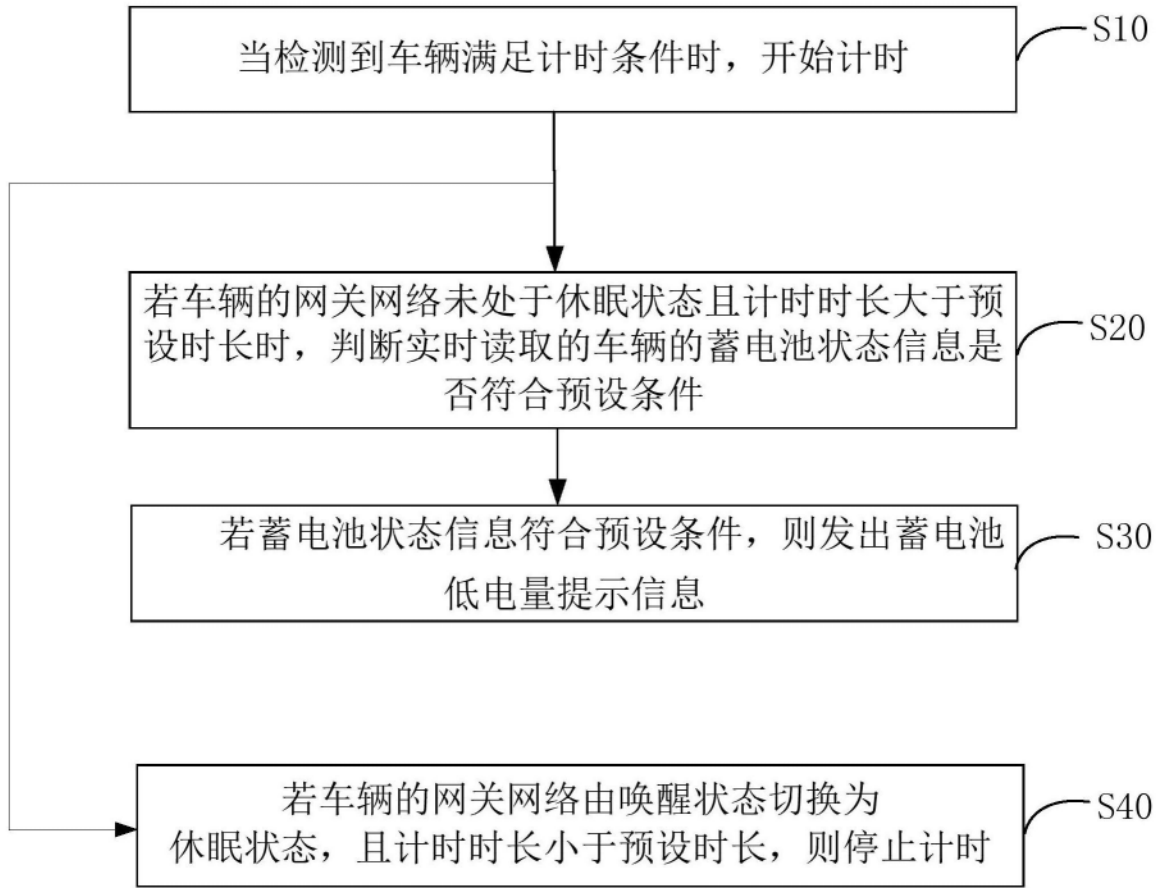 当检测到车辆满足计时条件时，开始计时
S10
若车辆的网关网络未处于休眠状态且计时时长大于预
设时长时，判断实时读取的车辆的蓄电池状态信息是
否符合预设条件
S20
若蓄电池状态信息符合预设条件，则发出蓄电池
低电量提示信息
S30
若车辆的网关网络由唤醒状态切换为
休眠状态，且计时时长小于预设时长，则停止计时
S40